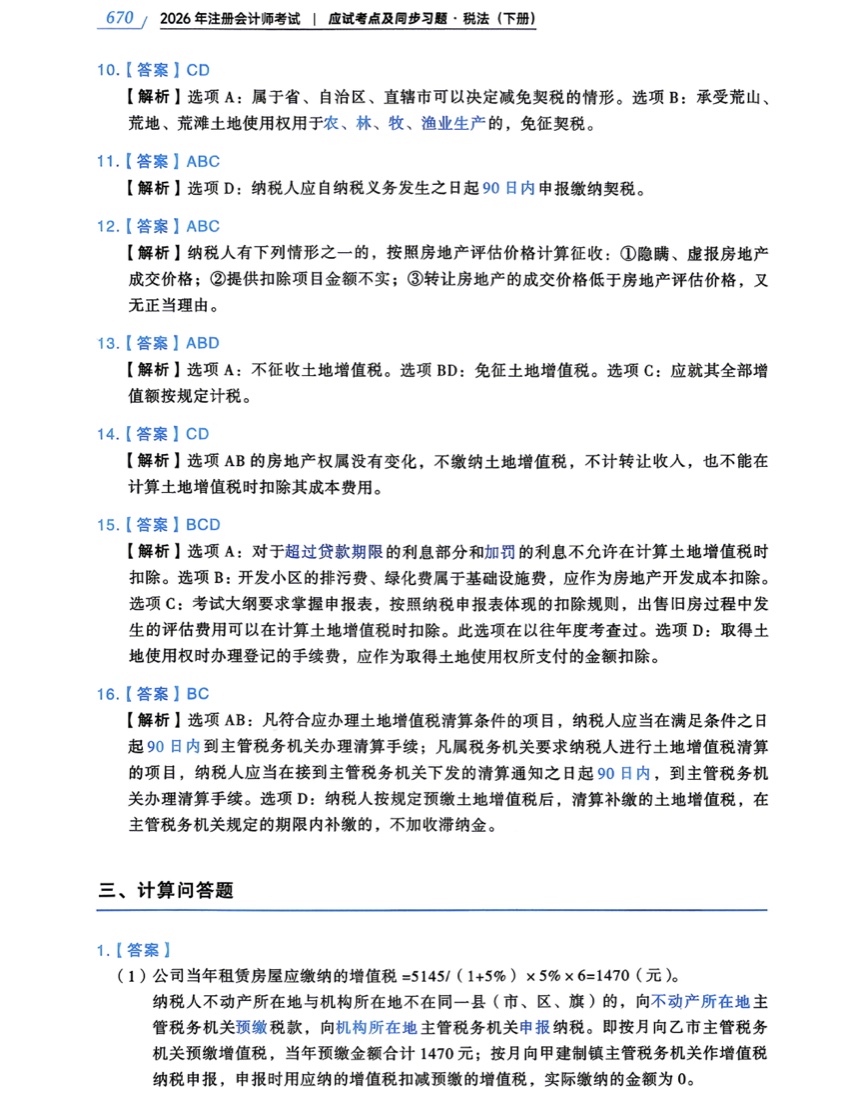 670 2026年注册会计师考试 | 应试考点及同步习题·税法（下册）
10.【答案】CD
【解析】选项A：属于省、自治区、直辖市可以决定减免契税的情形。选项B：承受荒山、
荒地、荒滩土地使用权用于农、林、牧、渔业生产的，免征契税。
11.【答案】ABC
【解析】选项D：纳税人应自纳税义务发生之日起90日内申报缴纳契税。
12.【答案】ABC
【解析】纳税人有下列情形之一的，按照房地产评估价格计算征收：①隐瞒、虚报房地产
成交价格；②提供扣除项目金额不实；③转让房地产的成交价格低于房地产评估价格，又
无正当理由。
13.【答案】ABD
【解析】选项A：不征收土地增值税。选项BD：免征土地增值税。选项C：应就其全部增
值额按规定计税。
14.【答案】CD
【解析】选项AB的房地产权属没有变化，不缴纳土地增值税，不计转让收人，也不能在
计算土地增值税时扣除其成本费用。
15.【答案】BCD
【解析】选项A：对于超过贷款期限的利息部分和加罚的利息不允许在计算土地增值税时
扣除。选项B：开发小区的排污费、绿化费属于基础设施费，应作为房地产开发成本扣除。
选项C：考试大纲要求掌握申报表，按照纳税申报表体现的扣除规则，出售旧房过程中发
生的评估费用可以在计算土地增值税时扣除。此选项在以往年度考查过。选项D：取得土
地使用权时办理登记的手续费，应作为取得土地使用权所支付的金额扣除。
16.【答案】BC
【解析】选项AB：凡符合应办理土地增值税清算条件的项目，纳税人应当在满足条件之日
起90日内到主管税务机关办理清算手续；凡属税务机关要求纳税人进行土地增值税清算
的项目，纳税人应当在接到主管税务机关下发的清算通知之日起90日内，到主管税务机
关办理清算手续。选项D：纳税人按规定预缴土地增值税后，清算补缴的土地增值税，在
主管税务机关规定的期限内补缴的，不加收滞纳金。
三、计算问答题
1.【答案】
（1）公司当年租赁房屋应缴纳的增值税=5145/（1+5%）×5%×6=1470（元）。
纳税人不动产所在地与机构所在地不在同一县（市、区、旗）的，向不动产所在地主
管税务机关预缴税款，向机构所在地主管税务机关申报纳税。即按月向乙市主管税务
机关预缴增值税，当年预缴金额合计1470元；按月向甲建制镇主管税务机关作增值税
纳税申报，申报时用应纳的增值税扣减预缴的增值税，实际缴纳的金额为0。